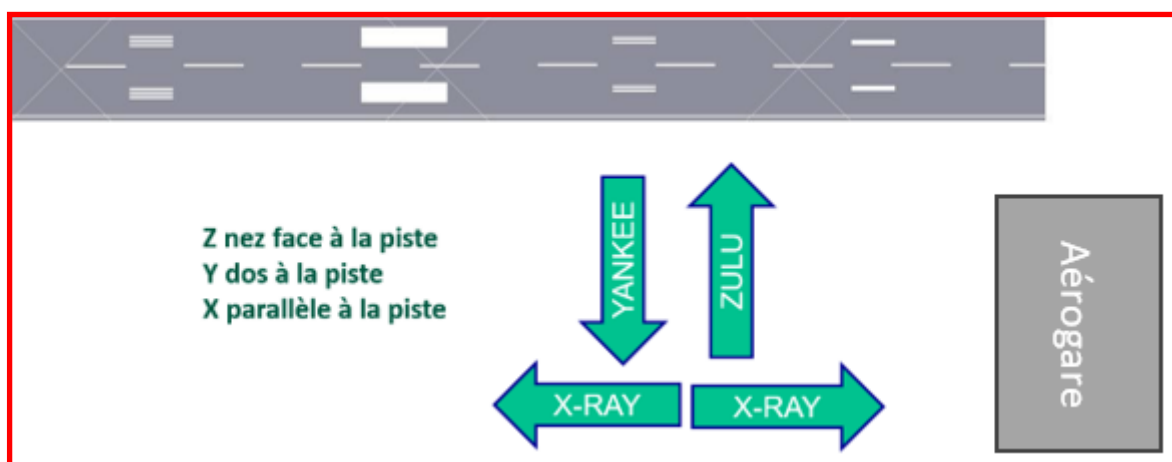 Z nez face à la piste
Y dos à la piste
X parallèle à la piste
YANKEE
ZULU
X-RAY
X-RAY
Aérogare